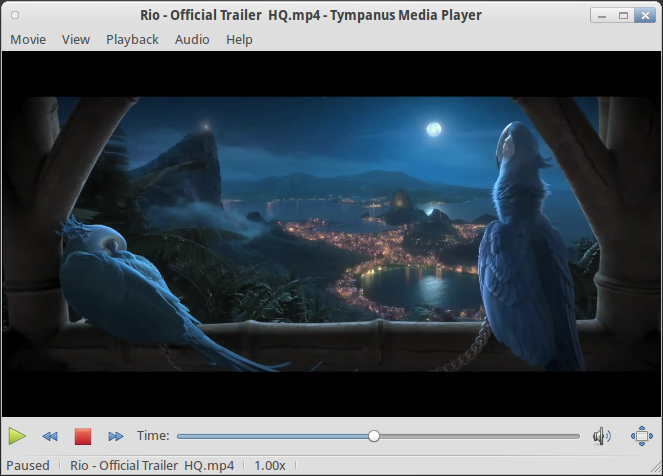 Rio - Official Trailer  HQ.mp4 - Tympanus Media Player
Movie View Playback Audio Help
Time:
Paused Rio - Official Trailer  HQ.mp4 1.00x